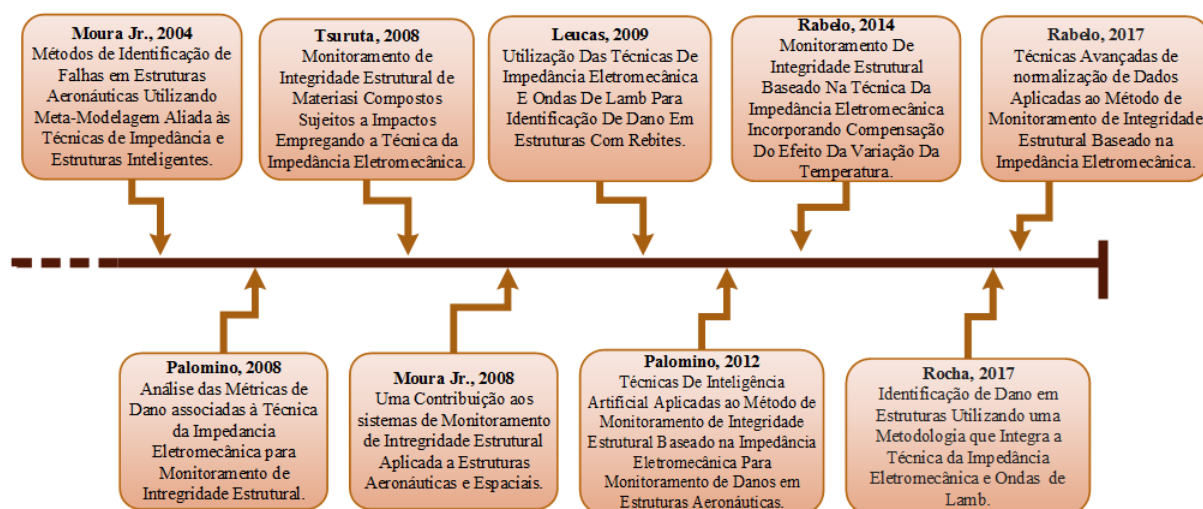 Moura Jr., 2004
Métodos de Identificação de
Falhas em Estruturas
Aeronáuticas Utilizando
Meta-Modelagem Aliada às
Técnicas de Impedância e
Estruturas Inteligentes.
Tsuruta, 2008
Monitoramento de
Integridade Estrutural de
Materiasi Compostos
Sujeitos a Impactos
Empregando a Técnica da
Impedância Eletromecânica.
Leucas, 2009
Utilização Das Técnicas De
Impedância Eletromecânica
E Ondas De Lamb Para
Identificação De Dano Em
Estruturas Com Rebites.
Rabelo, 2014
Monitoramento De
Integridade Estrutural
Baseado Na Técnica Da
Impedância Eletromecânica
Incorporando Compensação
Do Efeito Da Variação Da
Temperatura.
Rabelo, 2017
Técnicas Avançadas de
normalização de Dados
Aplicadas ao Método de
Monitoramento de Integridade
Estrutural Baseado na
Impedância Eletromecânica.
Palomino, 2008
Análise das Métricas de
Dano associadas à Técnica
da Impedancia
Eletromecânica para
Monitoramento de
Intregridade Estrutural.
Moura Jr., 2008
Uma Contribuição aos
sistemas de Monitoramento
de Intregridade Estrutural
Aplicada a Estruturas
Aeronáuticas e Espaciais.
Palomino, 2012
Técnicas De Inteligência
Artificial Aplicadas ao Método de
Monitoramento de Integridade
Estrutural Baseado na Impedância
Eletromecânica Para
Monitoramento de Danos em
Estruturas Aeronáuticas.
Rocha, 2017
Identificação de Dano em
Estruturas Utilizando uma
Metodologia que Integra a
Técnica da Impedância
Eletromecânica e Ondas de
Lamb.